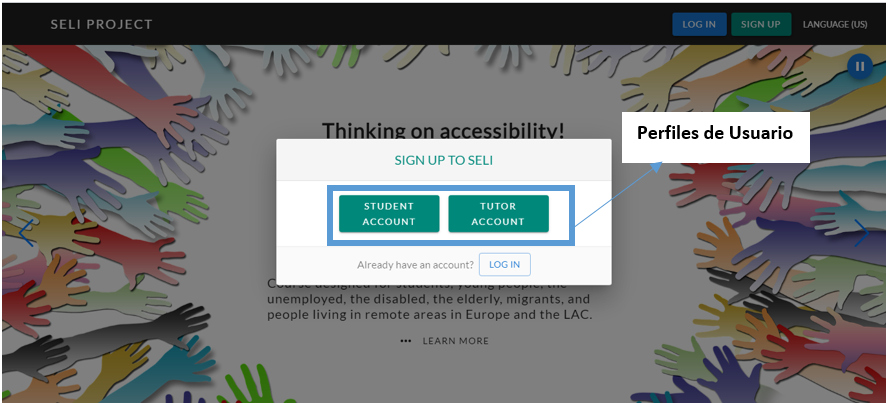 SELI PROJECT
LOG IN
SIGN UP
LANGUAGE (US)
Thinking on accessibility!
Perfiles de Usuario
SIGN UP TO SELI
STUDENT
ACCOUNT
TUTOR
ACCOUNT
Already have an account?
LOG IN
Course designed for students, young people, the
unemployed, the disabled, the elderly, migrants, and
people living in remote areas in Europe and the LAC.
••• LEARN MORE